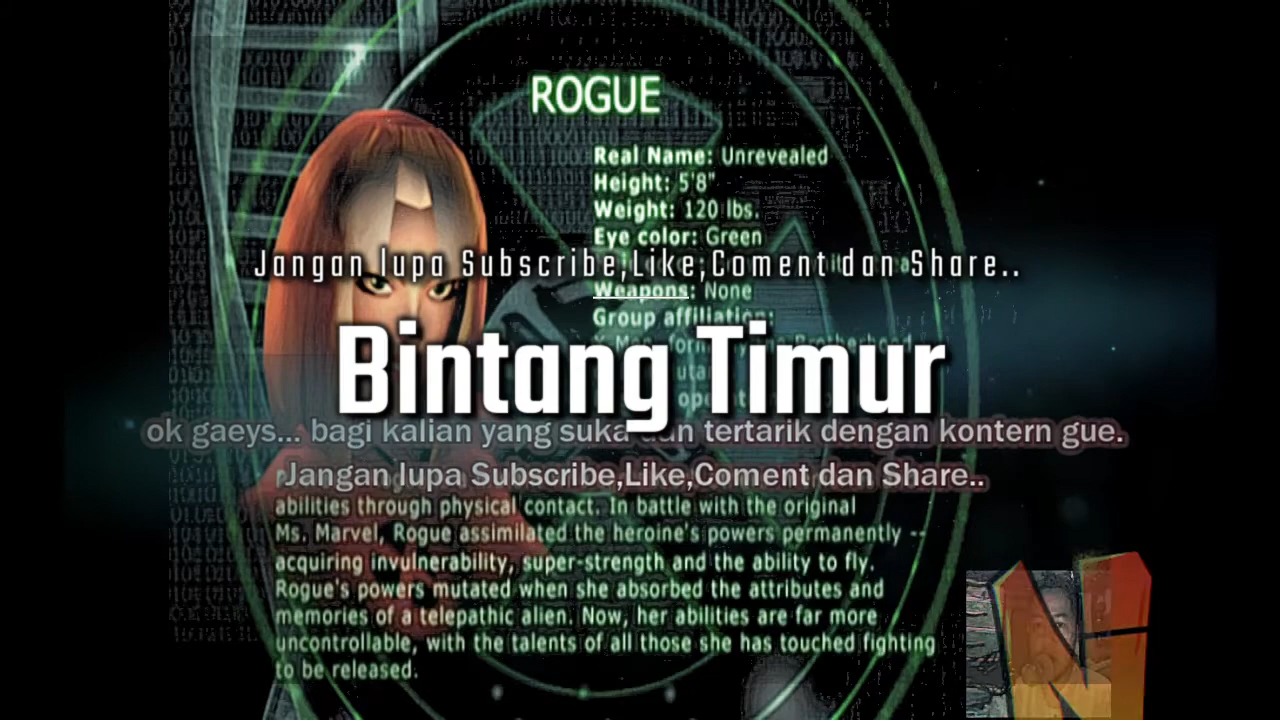 ROGUE
Real Name: Unrevealed
Height: 5'8"
Weight: 120 lbs.
Eye color: Green
Jangan lupa Subscribe,Like,Coment dan Share..
Weapons: None
Group affiliation:
Bintang Timur
ok gaeys... bagi kalian yang suka dan tertarik dengan kontern gue.
Jangan lupa Subscribe,Like,Coment dan Share..
abilities through physical contact. In battle with the original
Ms. Marvel, Rogue assimilated the heroine's powers permanently --
acquiring invulnerability, super-strength and the ability to fly.
Rogue's powers mutated when she absorbed the attributes and
memories of a telepathic alien. Now, her abilities are far more
uncontrollable, with the talents of all those she has touched fighting
to be released.